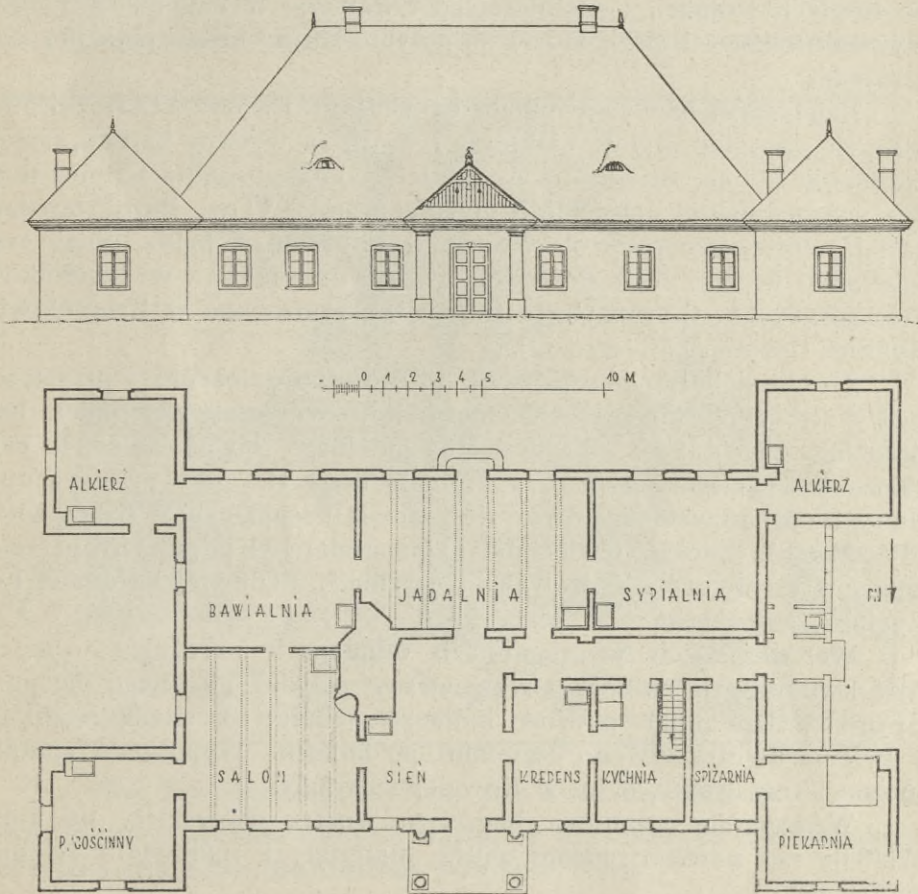 0 1 2 3 4 5 10 M
ALKIERZ
ALKIERZ
BAWIALNIA
JADALNIA
SYPIALNIA
SALON
SIEŃ
KREDENS
KUCHNIA
SPIŻARNIA
P. GOŚCINNY
PIEKARNIA